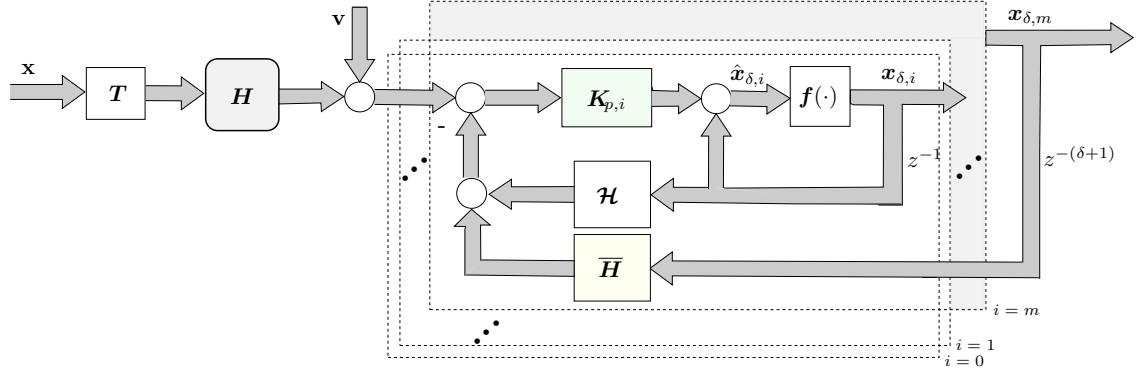 v
x_{δ,m}
x
T
H
K_{p,i}
x̂_{δ,i}
f(·)
x_{δ,i}
-
z^{-1}
z^{-(δ+1)}
ℋ
H̅
i = m
i = 1
i = 0